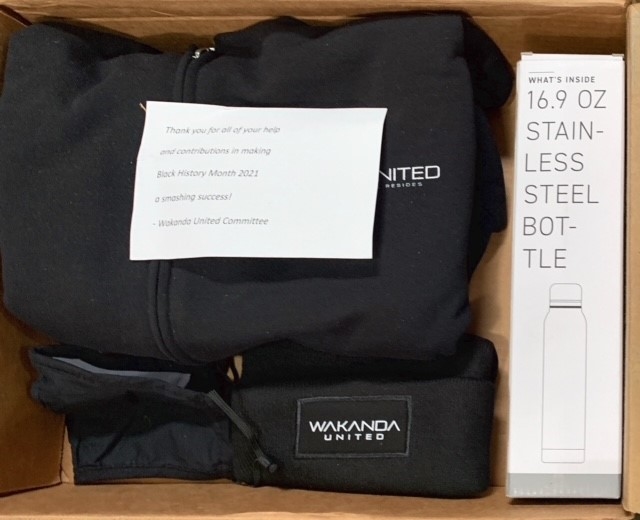 Thank you for all of your help
and contributions in making
Black History Month 2021
a smashing success!
- Wakanda United Committee
NITED
RESIDES
WAKANDA
UNITED
WHAT'S INSIDE
16.9 OZ
STAIN-
LESS
STEEL
BOT-
TLE